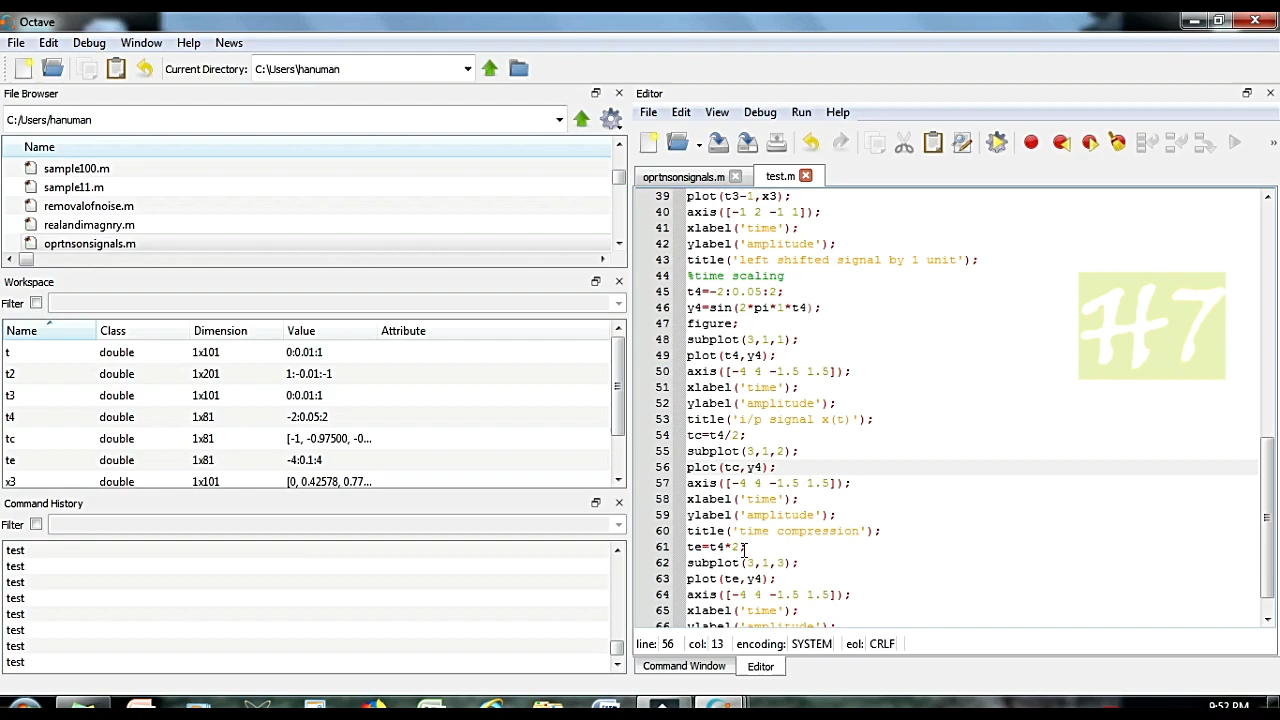 Octave
File Edit Debug Window Help News
Current Directory: C:\Users\hanuman
File Browser
C:/Users/hanuman
Name
sample100.m
sample11.m
removalofnoise.m
realandimagnry.m
oprtnsonsignals.m
Workspace
Filter
Name Class Dimension Value Attribute
t double 1x101 0:0.01:1
t2 double 1x201 1:-0.01:-1
t3 double 1x101 0:0.01:1
t4 double 1x81 -2:0.05:2
tc double 1x81 [-1, -0.97500, -0...
te double 1x81 -4:0.1:4
x3 double 1x101 [0, 0.42578, 0.77...
Command History
Filter
test
test
test
test
test
test
test
test
Editor
File Edit View Debug Run Help
oprtnsonsignals.m test.m
39 plot(t3-1,x3);
40 axis([-1 2 -1 1]);
41 xlabel('time');
42 ylabel('amplitude');
43 title('left shifted signal by 1 unit');
44 %time scaling
45 t4=-2:0.05:2;
46 y4=sin(2*pi*1*t4);
47 figure;
48 subplot(3,1,1);
49 plot(t4,y4);
50 axis([-4 4 -1.5 1.5]);
51 xlabel('time');
52 ylabel('amplitude');
53 title('i/p signal x(t)');
54 tc=t4/2;
55 subplot(3,1,2);
56 plot(tc,y4);
57 axis([-4 4 -1.5 1.5]);
58 xlabel('time');
59 ylabel('amplitude');
60 title('time compression');
61 te=t4*2;
62 subplot(3,1,3);
63 plot(te,y4);
64 axis([-4 4 -1.5 1.5]);
65 xlabel('time');
66 ylabel('amplitude');
H7
line: 56 col: 13 encoding: SYSTEM eol: CRLF
Command Window Editor
9:52 PM